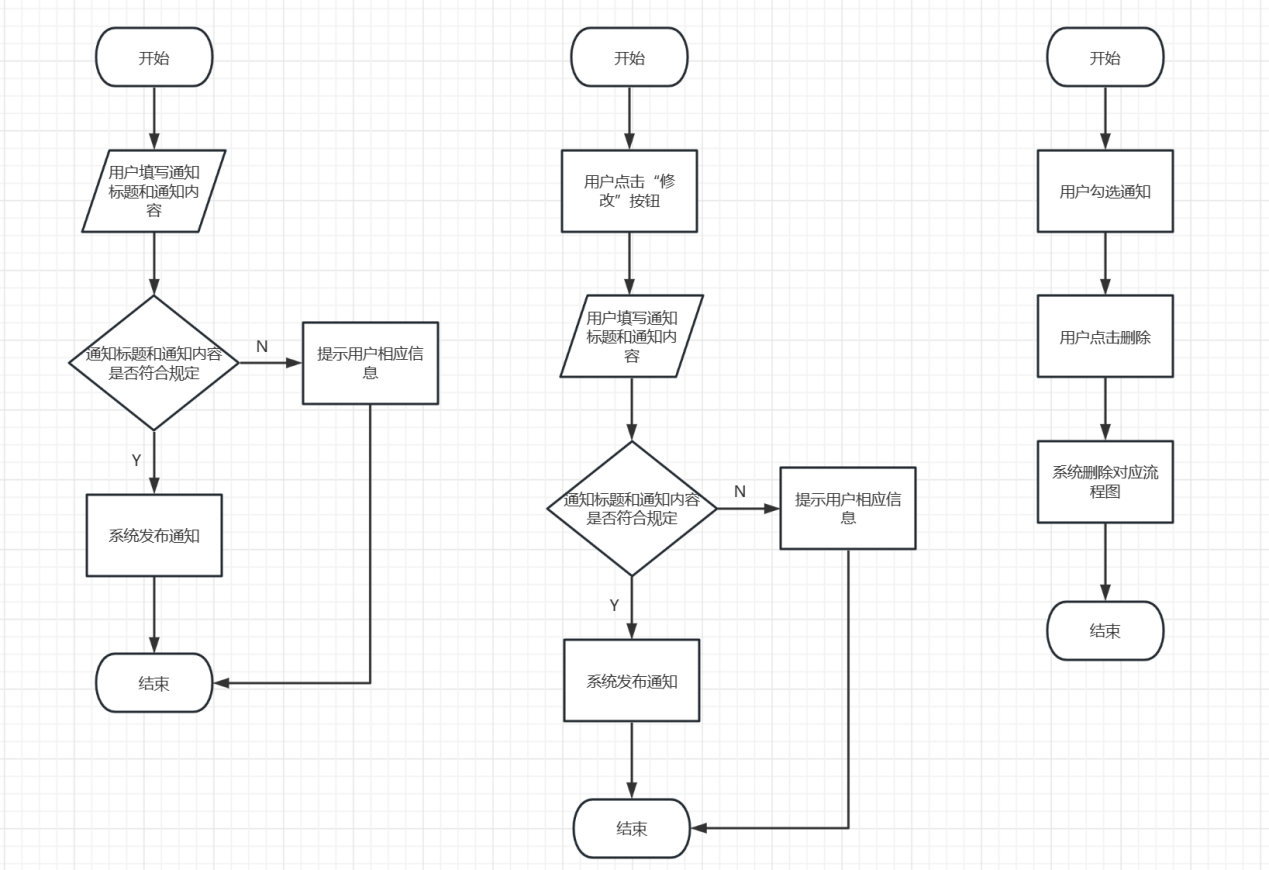 开始
用户填写通知
标题和通知内
容
通知标题和通知内容
是否符合规定
N
提示用户相应信
息
Y
系统发布通知
结束
开始
用户点击“修
改”按钮
用户填写通知
标题和通知内
容
通知标题和通知内容
是否符合规定
N
提示用户相应信
息
Y
系统发布通知
结束
开始
用户勾选通知
用户点击删除
系统删除对应流
程图
结束